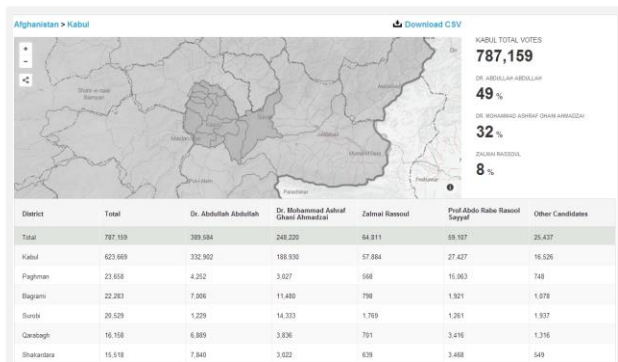 Afghanistan > Kabul
Download CSV
KABUL TOTAL VOTES
787,159
DR. ABDULLAH ABDULLAH
49 %
DR. MOHAMMAD ASHRAF GHANI AHMADZAI
32 %
ZALMAI RASSOUL
8 %
+
-
District Total Dr. Abdullah Abdullah Dr. Mohammad Ashraf Ghani Ahmadzai Zalmai Rassoul Prof Abdo Rabe Rasool Sayyaf Other Candidates
Total 787,159 389,584 248,220 64,811 59,107 25,437
Kabul 623,669 332,902 188,930 57,884 27,427 16,526
Paghman 23,658 4,252 3,027 568 15,063 748
Bagrami 22,283 7,006 11,480 798 1,921 1,078
Surobi 20,529 1,229 14,333 1,769 1,261 1,937
Qarabagh 16,158 6,889 3,836 701 3,416 1,316
Shakardara 15,518 7,840 3,022 639 3,468 549